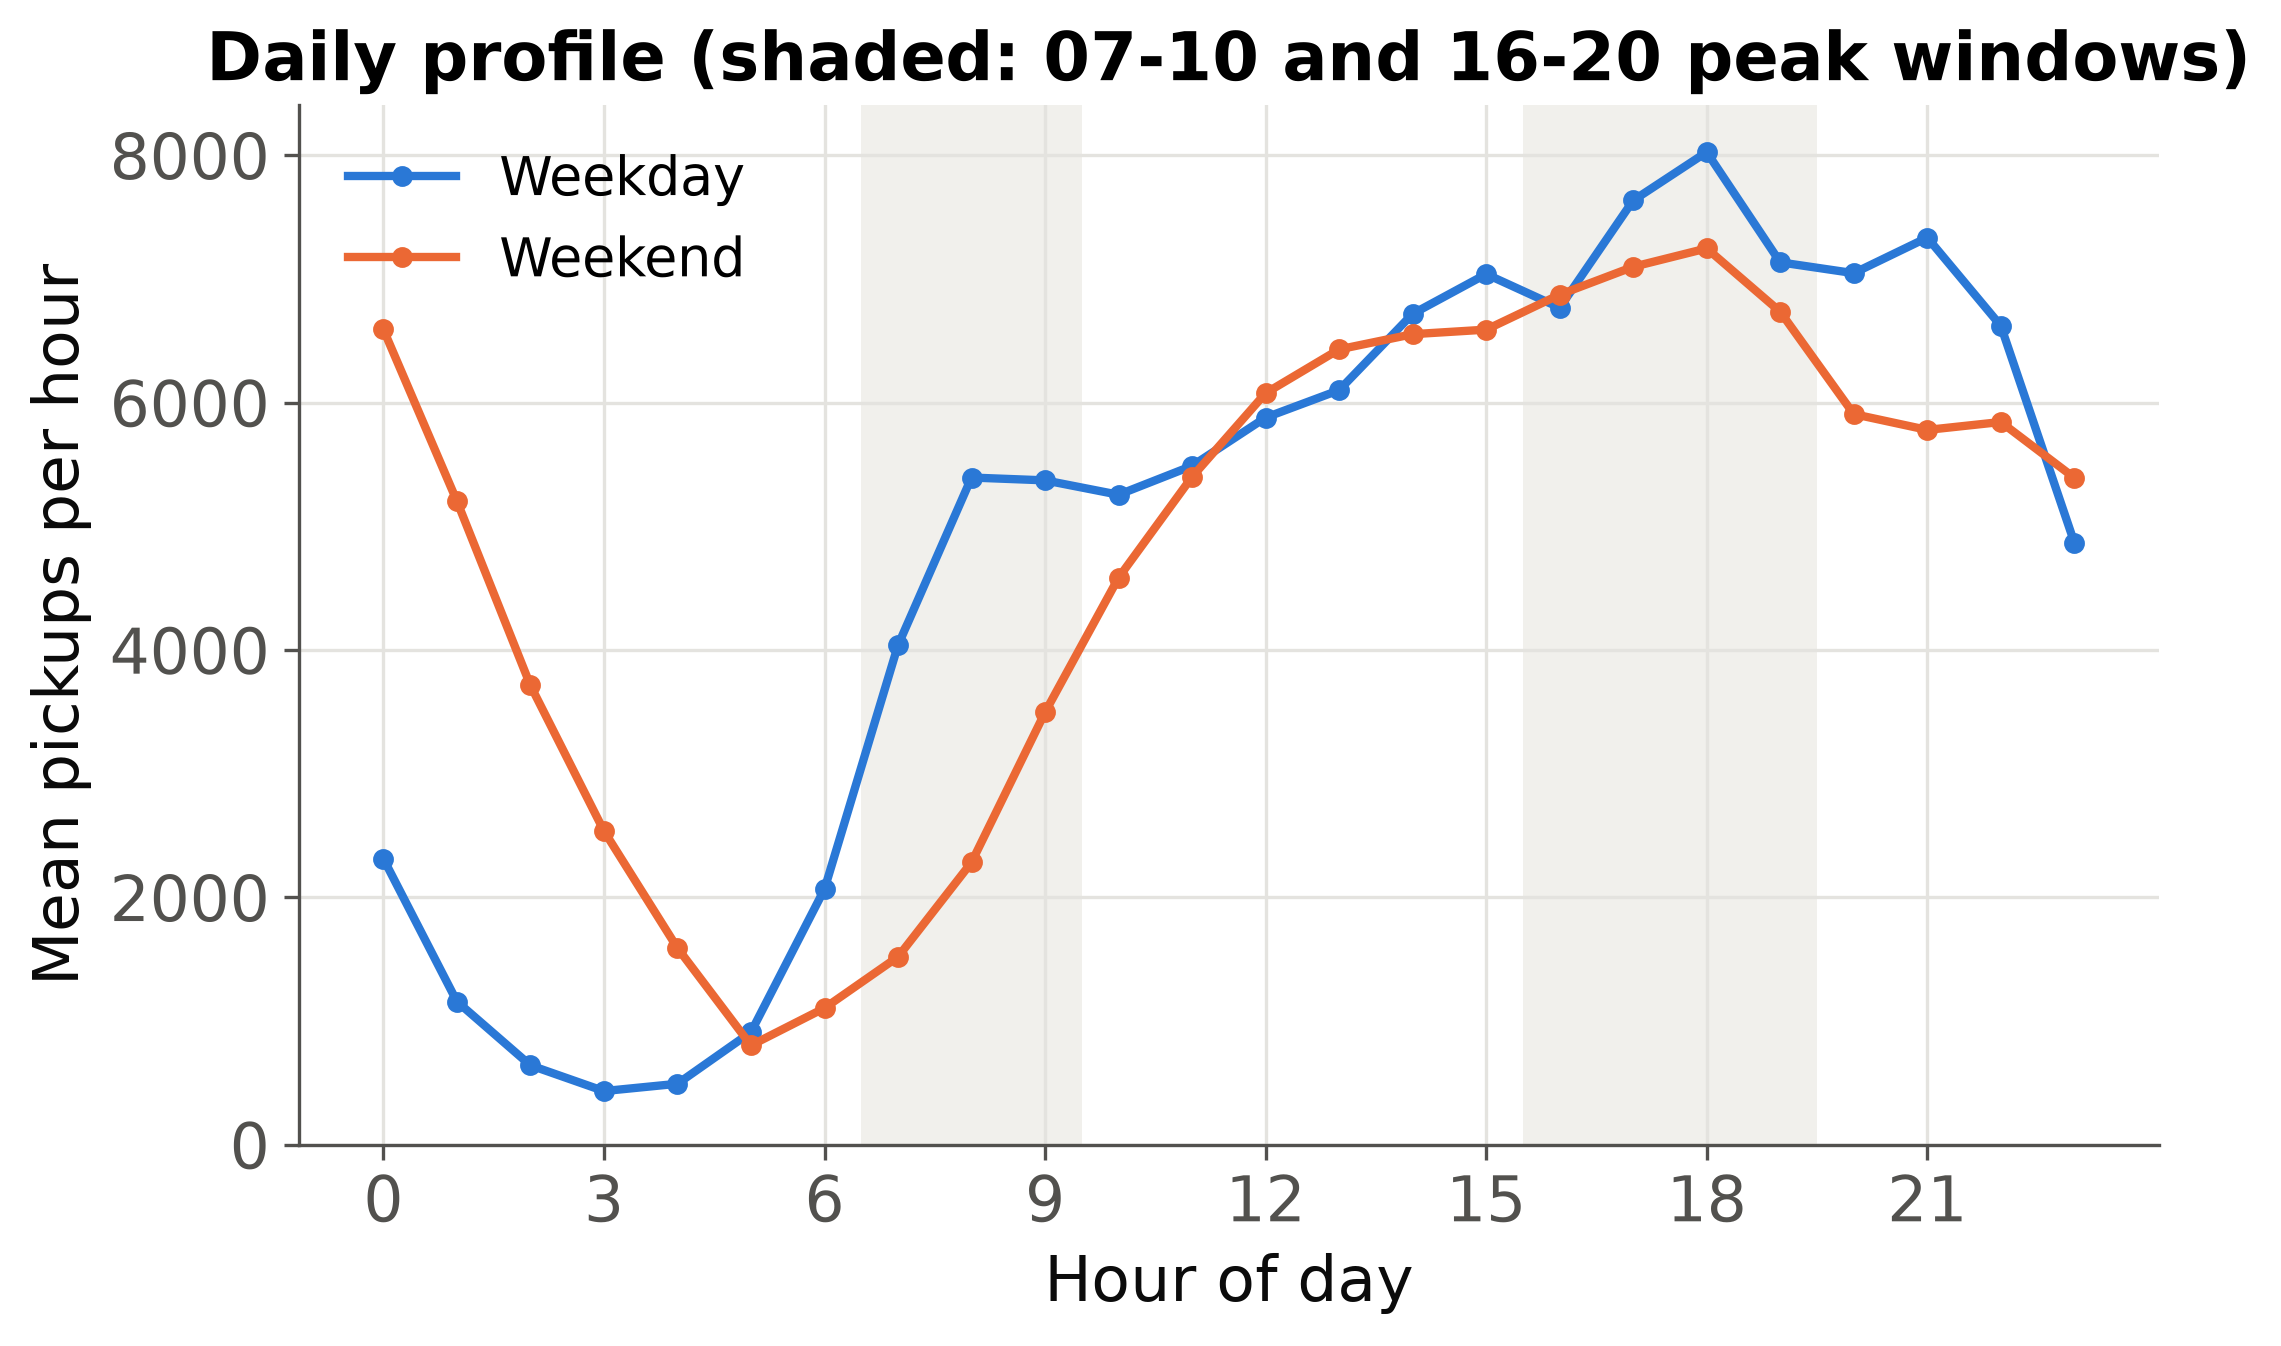 Daily profile (shaded: 07-10 and 16-20 peak windows)
Weekday
Weekend
Mean pickups per hour
8000
6000
4000
2000
0
0 3 6 9 12 15 18 21
Hour of day